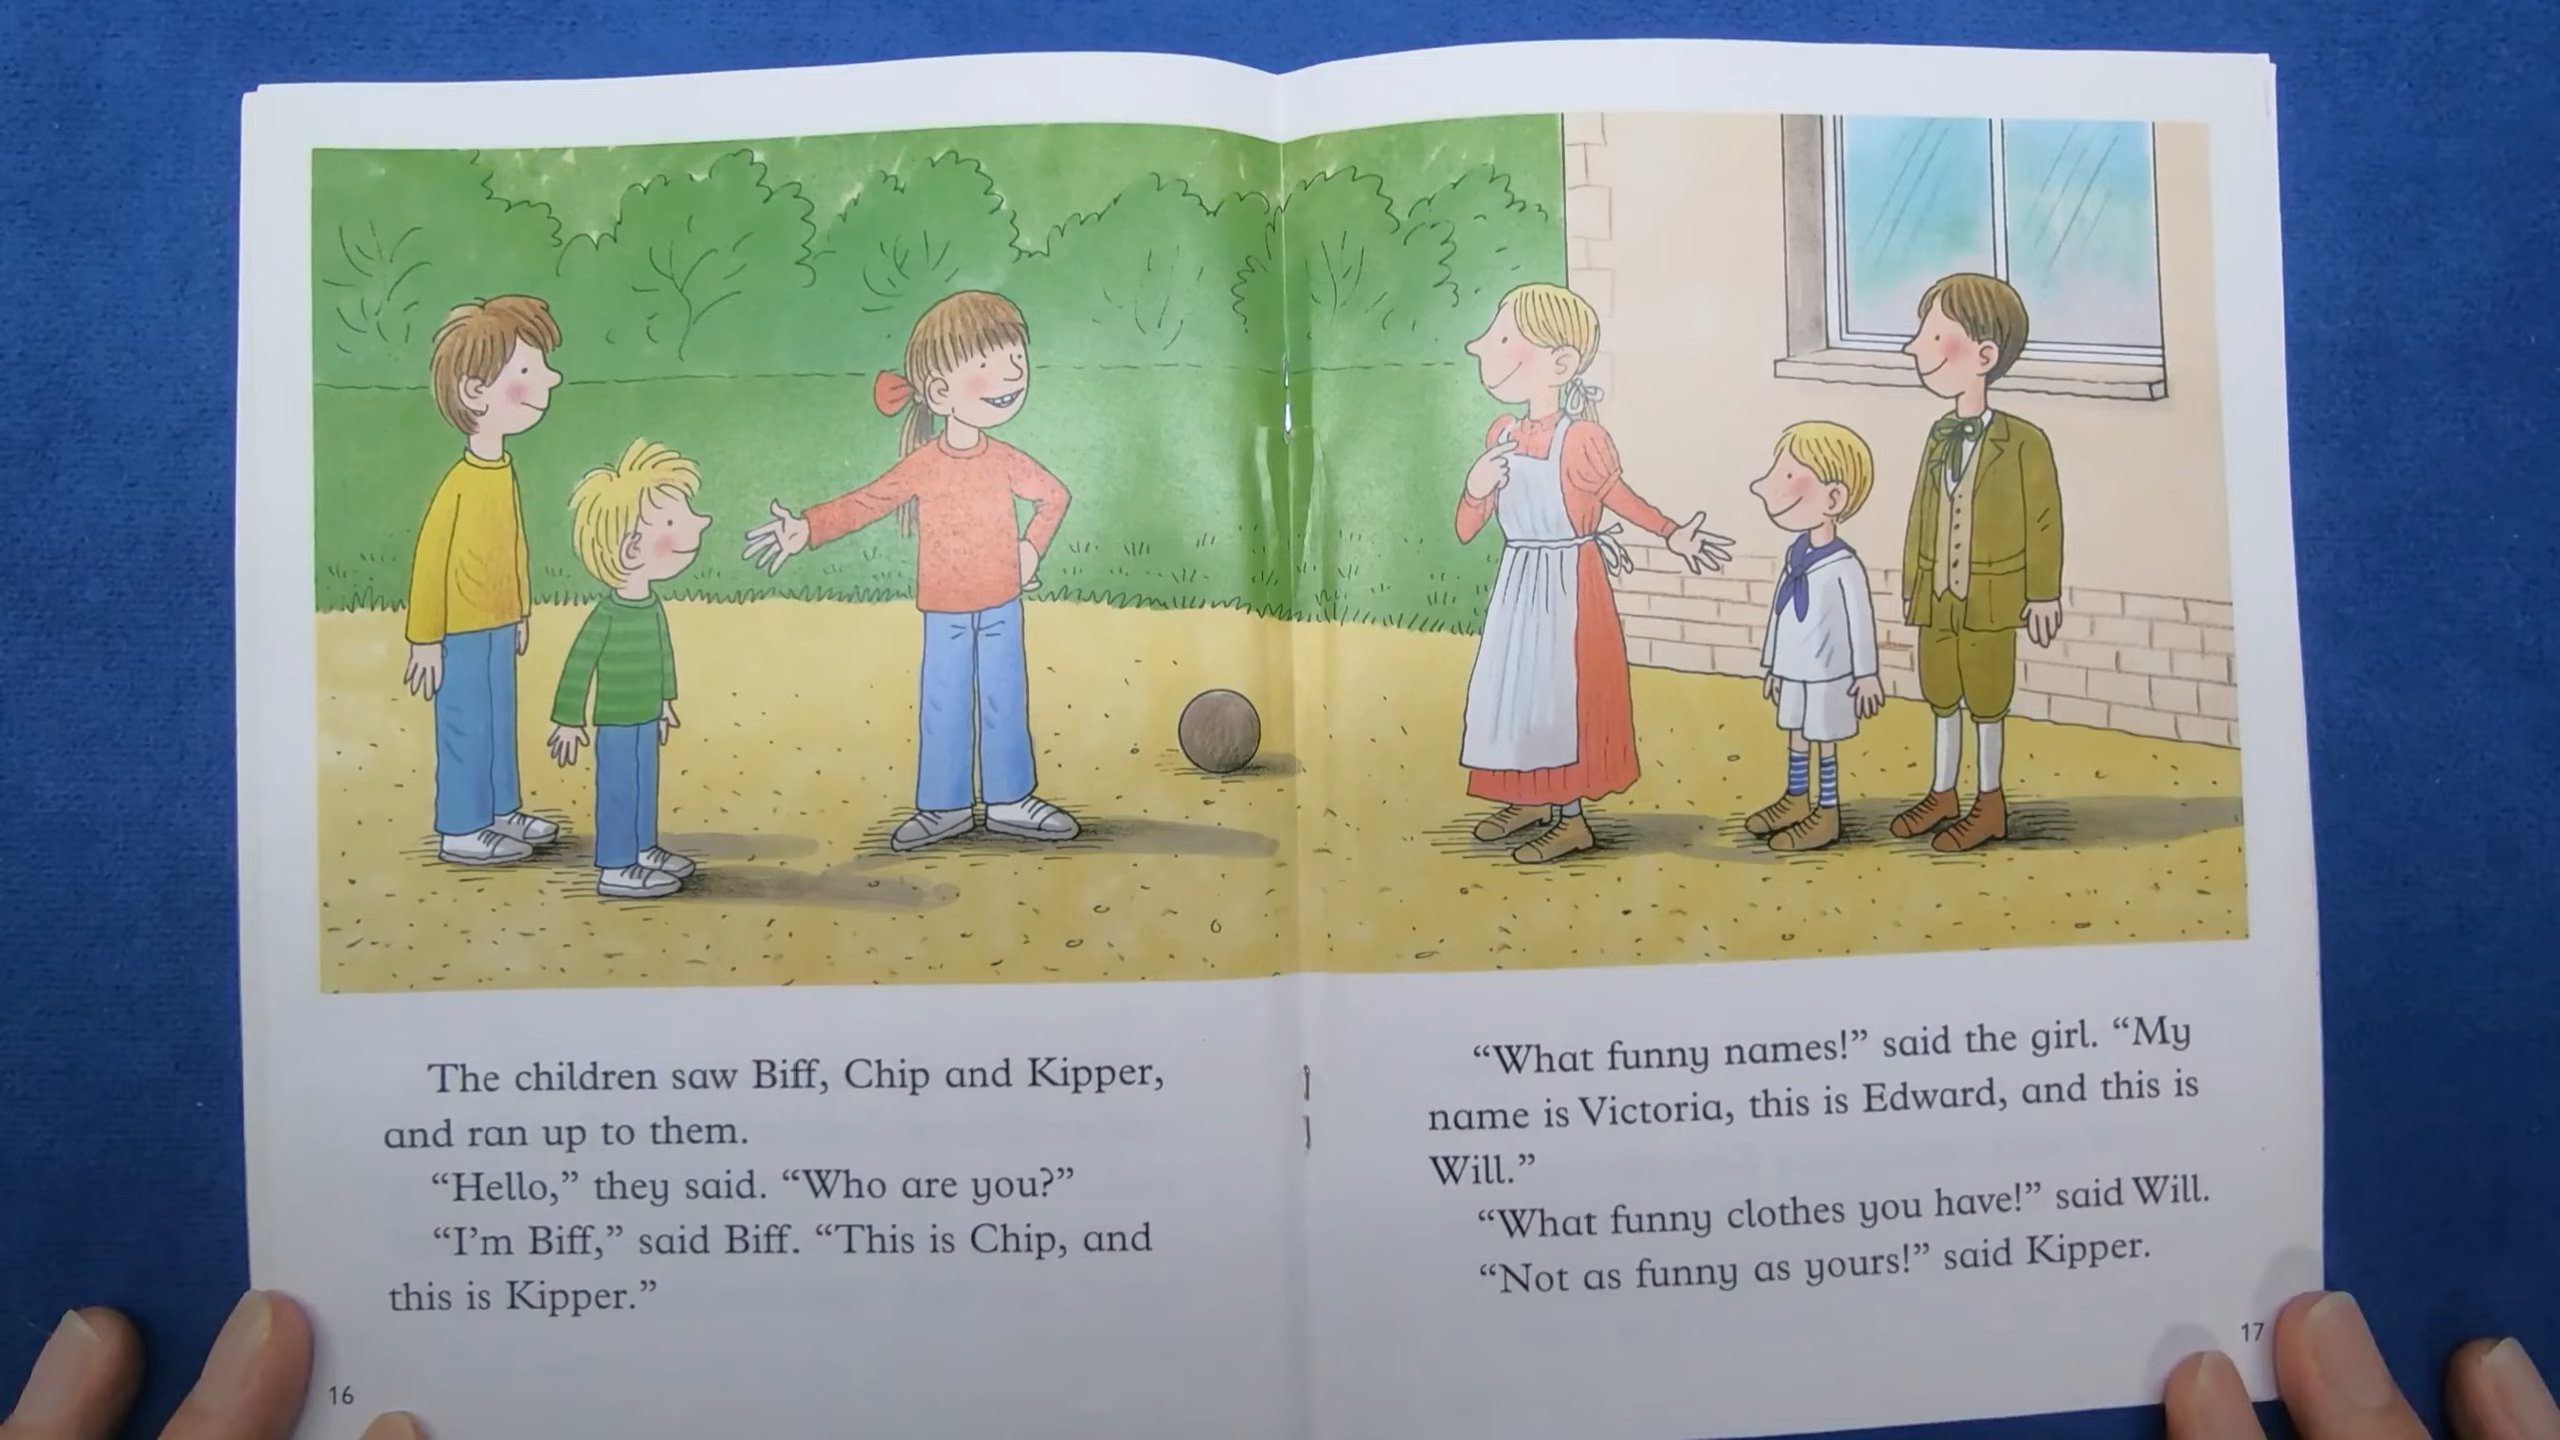 The children saw Biff, Chip and Kipper,
and ran up to them.
“Hello,” they said. “Who are you?”
“I’m Biff,” said Biff. “This is Chip, and
this is Kipper.”
16
“What funny names!” said the girl. “My
name is Victoria, this is Edward, and this is
Will.”
“What funny clothes you have!” said Will.
“Not as funny as yours!” said Kipper.
17